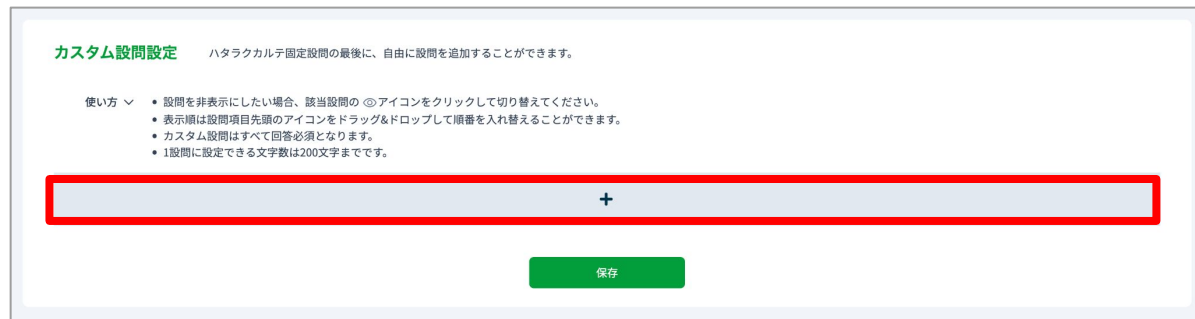 カスタム設問設定 ハタラクカルテ固定設問の最後に、自由に設問を追加することができます。
使い方 • 設問を非表示にしたい場合、該当設問の アイコンをクリックして切り替えてください。
• 表示順は設問項目先頭のアイコンをドラッグ&ドロップして順番を入れ替えることができます。
• カスタム設問はすべて回答必須となります。
• 1設問に設定できる文字数は200文字までです。
+
保存